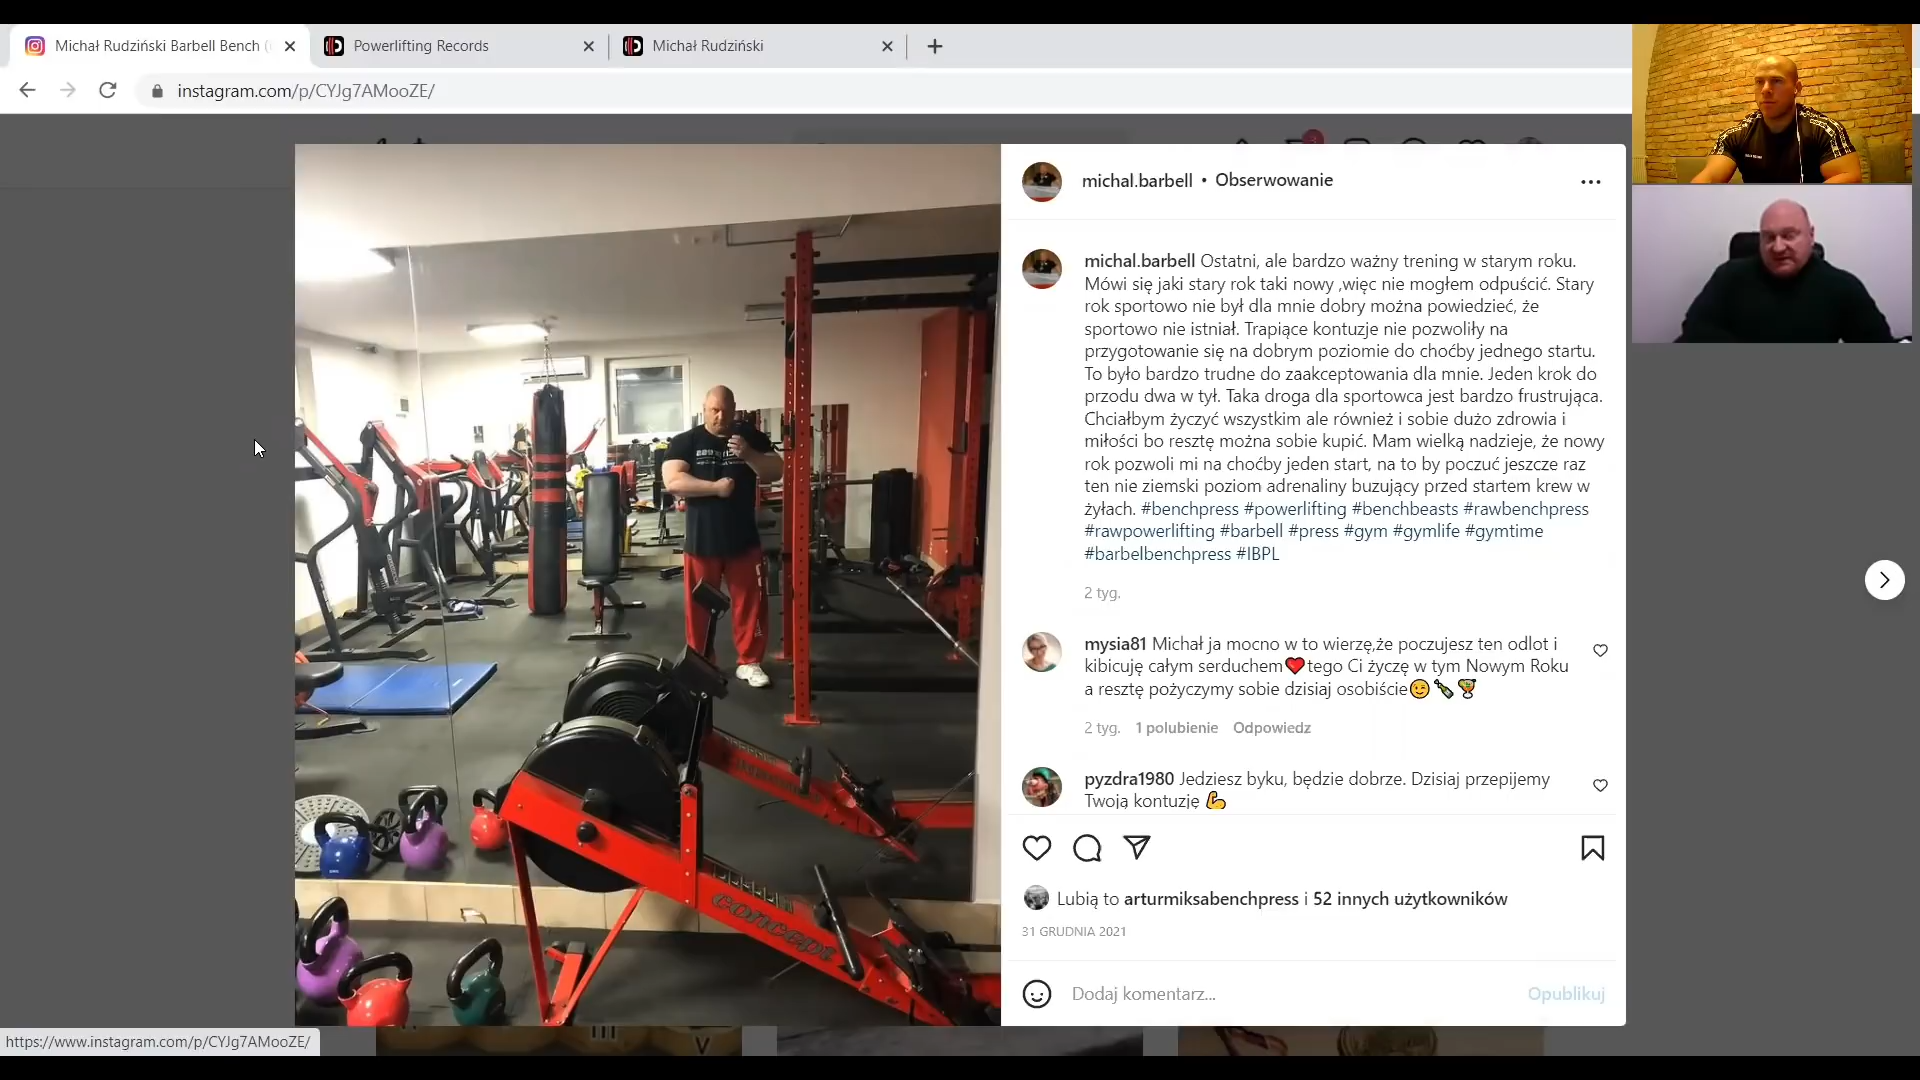 Michał Rudziński Barbell Bench (
Powerlifting Records
Michał Rudziński
instagram.com/p/CYJg7AMooZE/
michal.barbell • Obserwowanie
michal.barbell Ostatni, ale bardzo ważny trening w starym roku.
Mówi się jaki stary rok taki nowy ,więc nie mogłem odpuścić. Stary
rok sportowo nie był dla mnie dobry można powiedzieć, że
sportowo nie istniał. Trapiące kontuzje nie pozwoliły na
przygotowanie się na dobrym poziomie do choćby jednego startu.
To było bardzo trudne do zaakceptowania dla mnie. Jeden krok do
przodu dwa w tył. Taka droga dla sportowca jest bardzo frustrująca.
Chciałbym życzyć wszystkim ale również i sobie dużo zdrowia i
miłości bo resztę można sobie kupić. Mam wielką nadzieje, że nowy
rok pozwoli mi na choćby jeden start, na to by poczuć jeszcze raz
ten nie ziemski poziom adrenaliny buzujący przed startem krew w
żyłach. #benchpress #powerlifting #benchbeasts #rawbenchpress
#rawpowerlifting #barbell #press #gym #gymlife #gymtime
#barbelbenchpress #IBPL
2 tyg.
mysia81 Michał ja mocno w to wierzę,że poczujesz ten odlot i
kibicuję całym serduchem❤️tego Ci życzę w tym Nowym Roku
a resztę pożyczymy sobie dzisiaj osobiście😉🍾🍹
2 tyg. 1 polubienie Odpowiedz
pyzdra1980 Jedziesz byku, będzie dobrze. Dzisiaj przepijemy
Twoją kontuzję 💪
Lubią to arturmiksabenchpress i 52 innych użytkowników
31 GRUDNIA 2021
Dodaj komentarz...
Opublikuj
concept
https://www.instagram.com/p/CYJg7AMooZE/